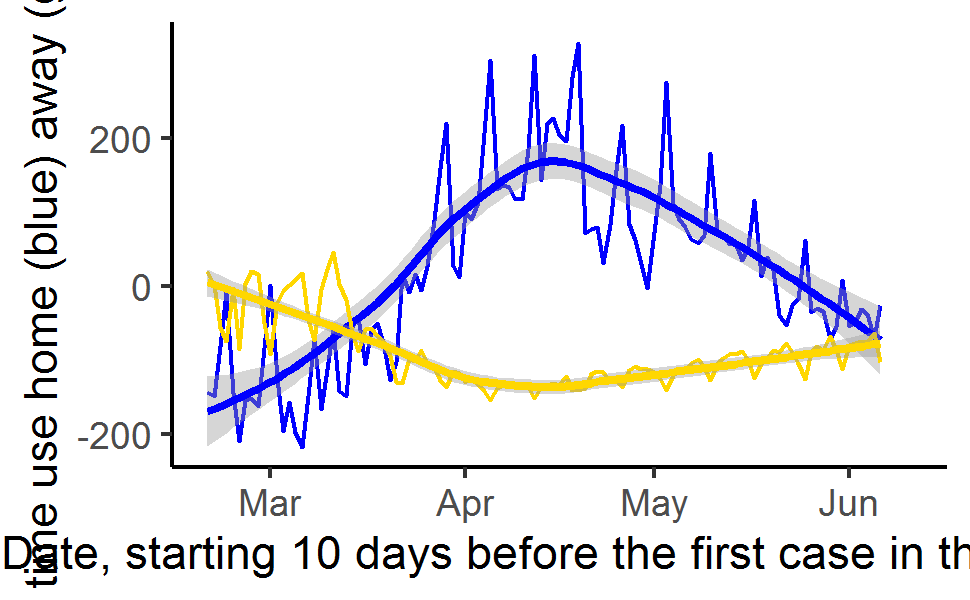 time use home (blue) away (
200
0
-200
Mar Apr May Jun
Date, starting 10 days before the first case in th